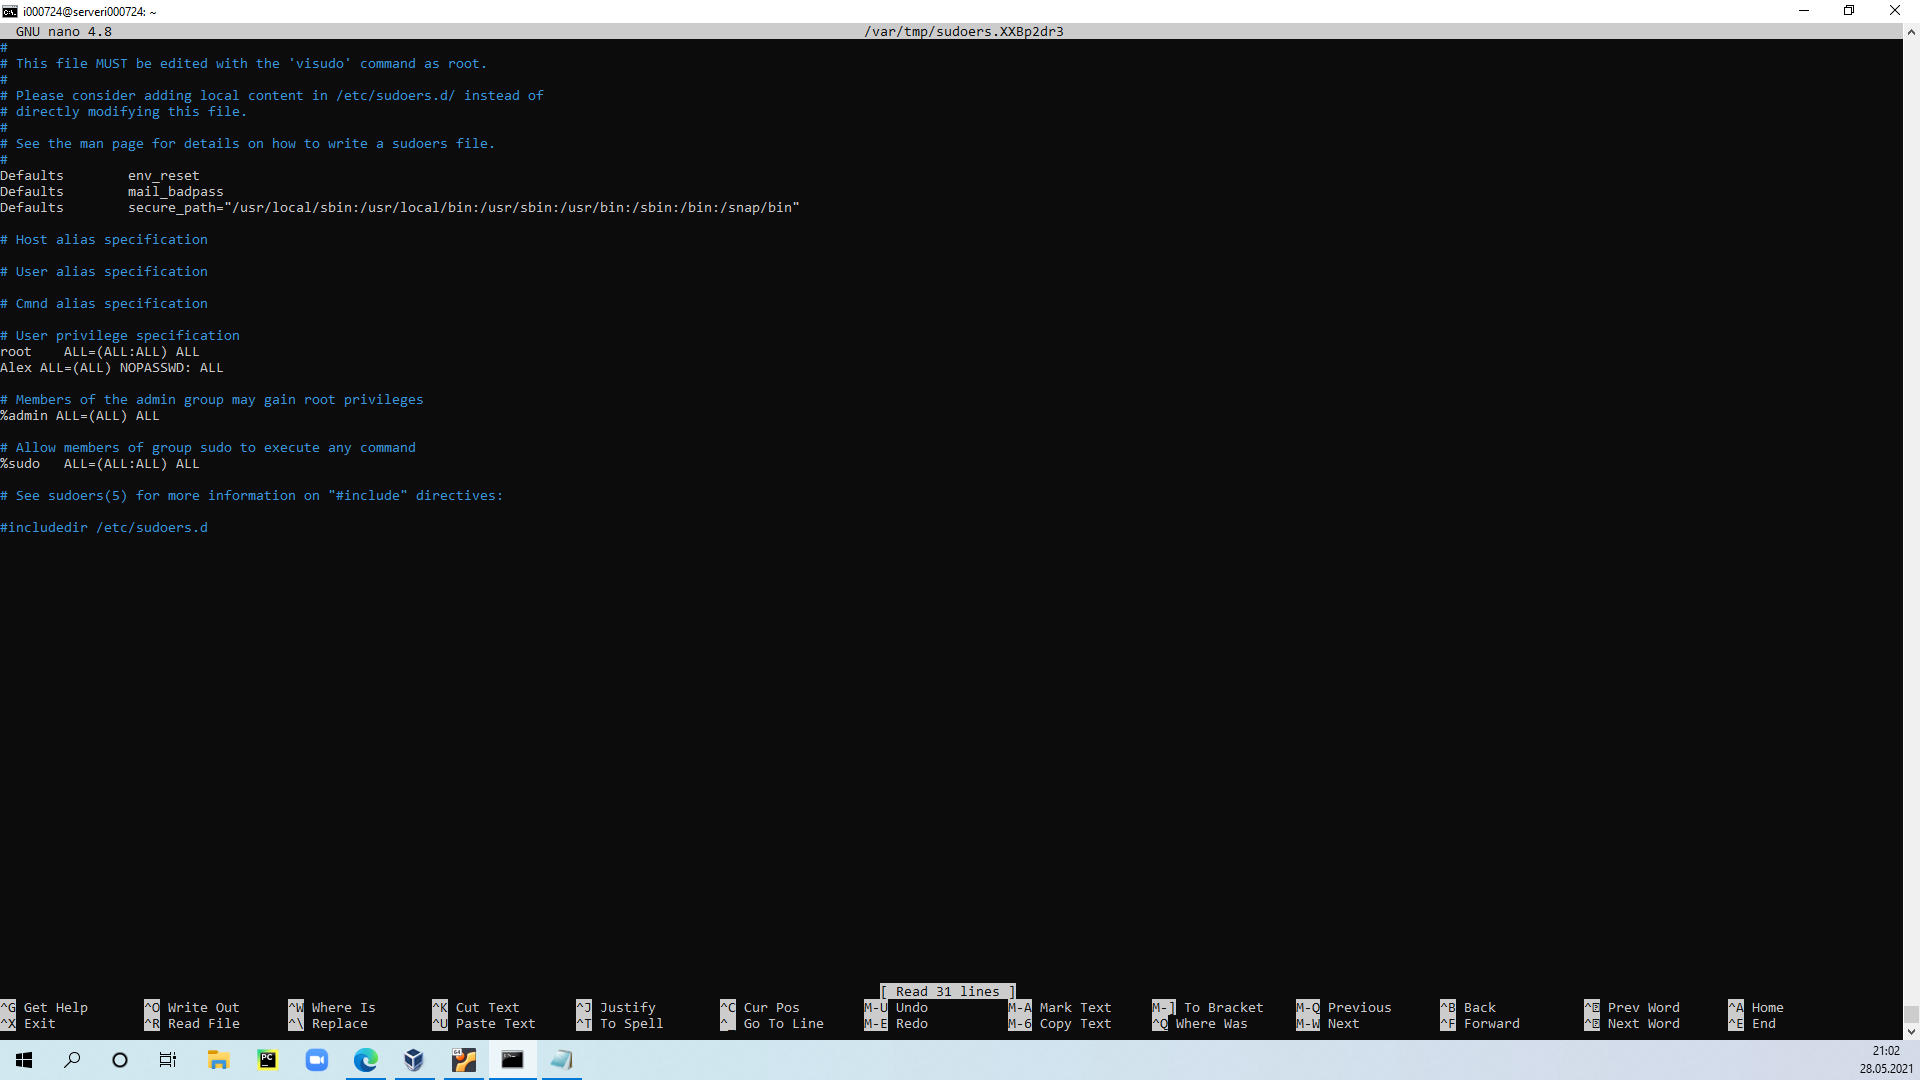 i000724@serveri000724: ~
GNU nano 4.8 /var/tmp/sudoers.XXBp2dr3
#
# This file MUST be edited with the 'visudo' command as root.
#
# Please consider adding local content in /etc/sudoers.d/ instead of
# directly modifying this file.
#
# See the man page for details on how to write a sudoers file.
#
Defaults        env_reset
Defaults        mail_badpass
Defaults        secure_path="/usr/local/sbin:/usr/local/bin:/usr/sbin:/usr/bin:/sbin:/bin:/snap/bin"
# Host alias specification
# User alias specification
# Cmnd alias specification
# User privilege specification
root    ALL=(ALL:ALL) ALL
Alex ALL=(ALL) NOPASSWD: ALL
# Members of the admin group may gain root privileges
%admin ALL=(ALL) ALL
# Allow members of group sudo to execute any command
%sudo   ALL=(ALL:ALL) ALL
# See sudoers(5) for more information on "#include" directives:
#includedir /etc/sudoers.d
[ Read 31 lines ]
^G Get Help ^O Write Out ^W Where Is ^K Cut Text ^J Justify ^C Cur Pos M-U Undo M-A Mark Text M-] To Bracket M-Q Previous ^B Back Prev Word ^A Home
^X Exit ^R Read File ^\ Replace ^U Paste Text ^T To Spell ^_ Go To Line M-E Redo M-6 Copy Text ^Q Where Was M-W Next ^F Forward Next Word ^E End
PC
64
21:02
28.05.2021